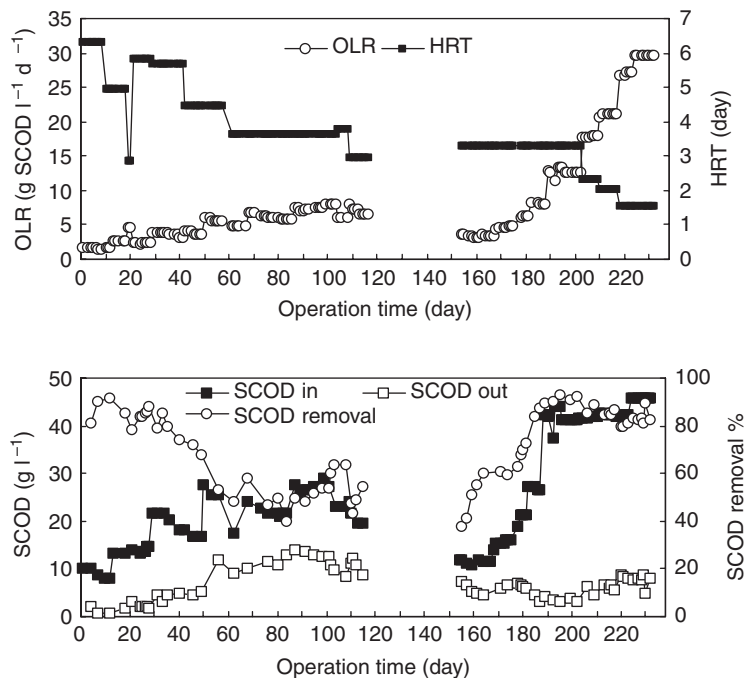 35
30
25
20
15
10
5
0
OLR (g SCOD l⁻¹ d⁻¹)
OLR
HRT
7
6
5
4
3
2
1
0
HRT (day)
0 20 40 60 80 100 120 140 160 180 200 220
Operation time (day)
50
40
30
20
10
0
SCOD (g l⁻¹)
SCOD in
SCOD out
SCOD removal
100
80
60
40
20
0
SCOD removal %
0 20 40 60 80 100 120 140 160 180 200 220
Operation time (day)